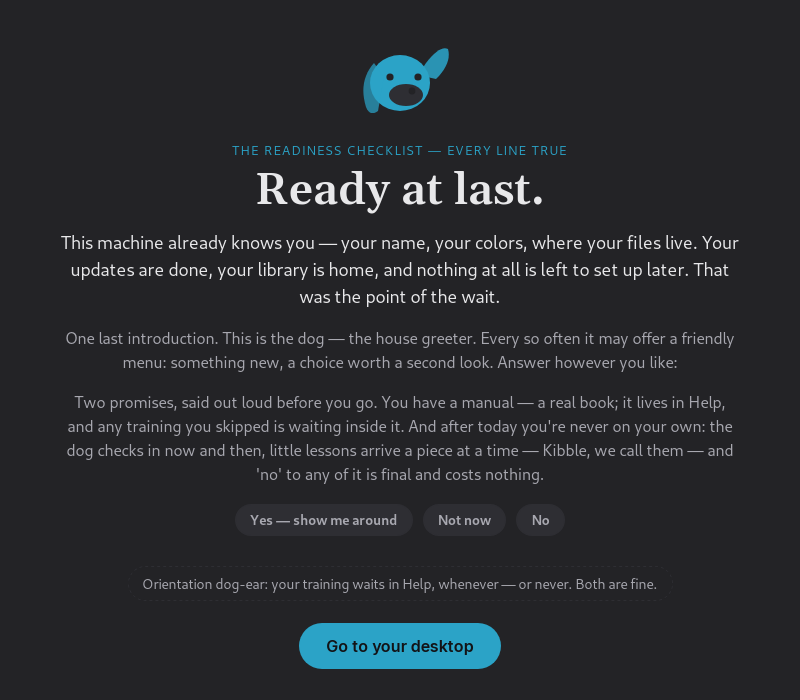 THE READINESS CHECKLIST — EVERY LINE TRUE
Ready at last.
This machine already knows you — your name, your colors, where your files live. Your
updates are done, your library is home, and nothing at all is left to set up later. That
was the point of the wait.
One last introduction. This is the dog — the house greeter. Every so often it may offer a friendly
menu: something new, a choice worth a second look. Answer however you like:
Two promises, said out loud before you go. You have a manual — a real book; it lives in Help,
and any training you skipped is waiting inside it. And after today you're never on your own: the
dog checks in now and then, little lessons arrive a piece at a time — Kibble, we call them — and
'no' to any of it is final and costs nothing.
Yes — show me around
Not now
No
Orientation dog-ear: your training waits in Help, whenever — or never. Both are fine.
Go to your desktop